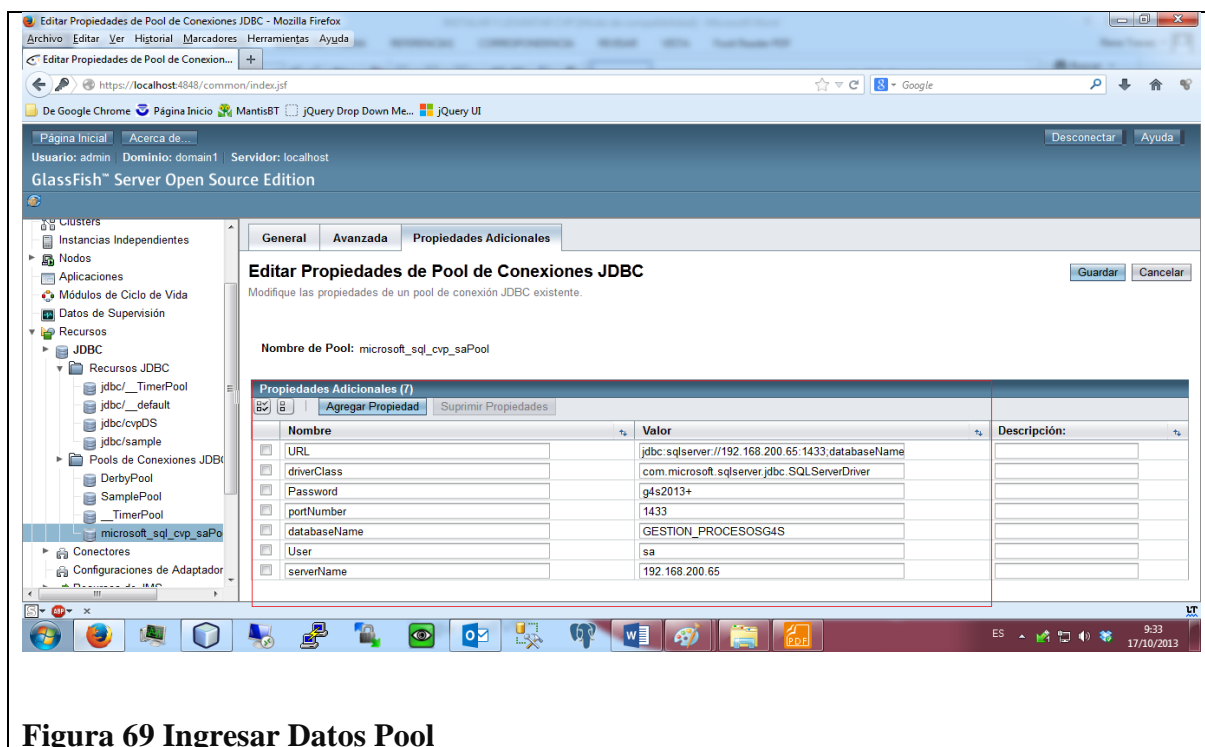 Editar Propiedades de Pool de Conexiones JDBC - Mozilla Firefox
Archivo Editar Ver Historial Marcadores Herramientas Ayuda
Editar Propiedades de Pool de Conexion... +
https://localhost:4848/common/index.jsf
Google
De Google Chrome Página Inicio MantisBT jQuery Drop Down Me... jQuery UI
Página Inicial Acerca de... Desconectar Ayuda
Usuario: admin Dominio: domain1 Servidor: localhost
GlassFish™ Server Open Source Edition
Clusters
Instancias Independientes
Nodos
Aplicaciones
Módulos de Ciclo de Vida
Datos de Supervisión
Recursos
JDBC
Recursos JDBC
jdbc/__TimerPool
jdbc/__default
jdbc/cvpDS
jdbc/sample
Pools de Conexiones JDBC
DerbyPool
SamplePool
__TimerPool
microsoft_sql_cvp_saPo
Conectores
Configuraciones de Adaptador
Recursos de JMS
General Avanzada Propiedades Adicionales
Editar Propiedades de Pool de Conexiones JDBC
Guardar Cancelar
Modifique las propiedades de un pool de conexión JDBC existente.
Nombre de Pool: microsoft_sql_cvp_saPool
Propiedades Adicionales (7)
Agregar Propiedad Suprimir Propiedades
Nombre Valor Descripción:
URL jdbc:sqlserver://192.168.200.65:1433;databaseName
driverClass com.microsoft.sqlserver.jdbc.SQLServerDriver
Password g4s2013+
portNumber 1433
databaseName GESTION_PROCESOSG4S
User sa
serverName 192.168.200.65
ES 9:33
17/10/2013
Figura 69 Ingresar Datos Pool